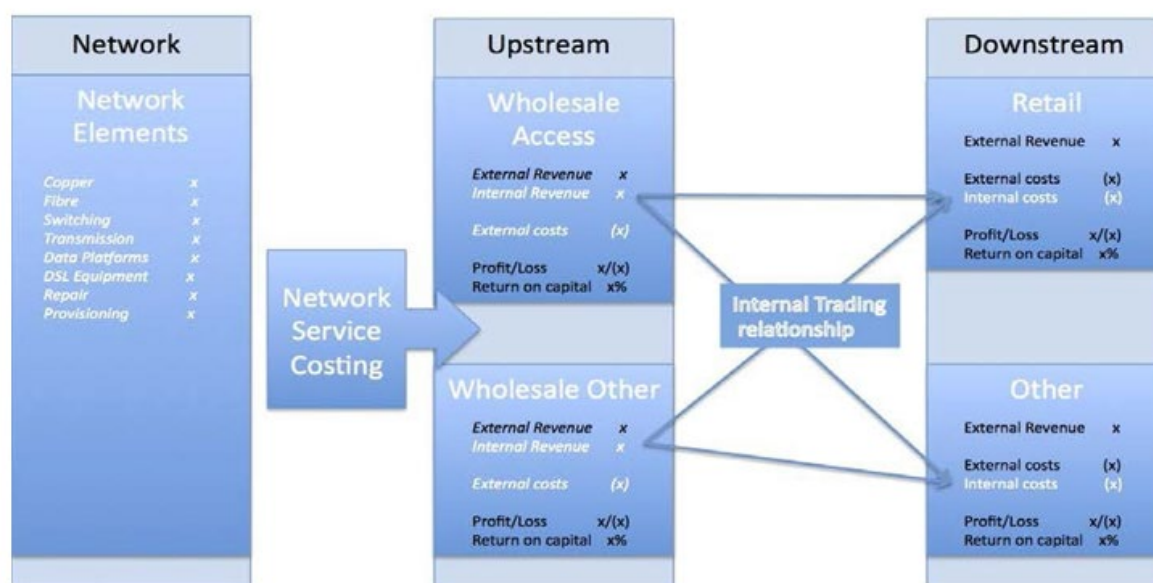 Network
Network
Elements
Copper x
Fibre x
Switching x
Transmission x
Data Platforms x
DSL Equipment x
Repair x
Provisioning x
Network
Service
Costing
Upstream
Wholesale
Access
External Revenue x
Internal Revenue x
External costs (x)
Profit/Loss x/(x)
Return on capital x%
Wholesale Other
External Revenue x
Internal Revenue x
External costs (x)
Profit/Loss x/(x)
Return on capital x%
Internal Trading
relationship
Downstream
Retail
External Revenue x
External costs (x)
Internal costs (x)
Profit/Loss x/(x)
Return on capital x%
Other
External Revenue x
External costs (x)
Internal costs (x)
Profit/Loss x/(x)
Return on capital x%